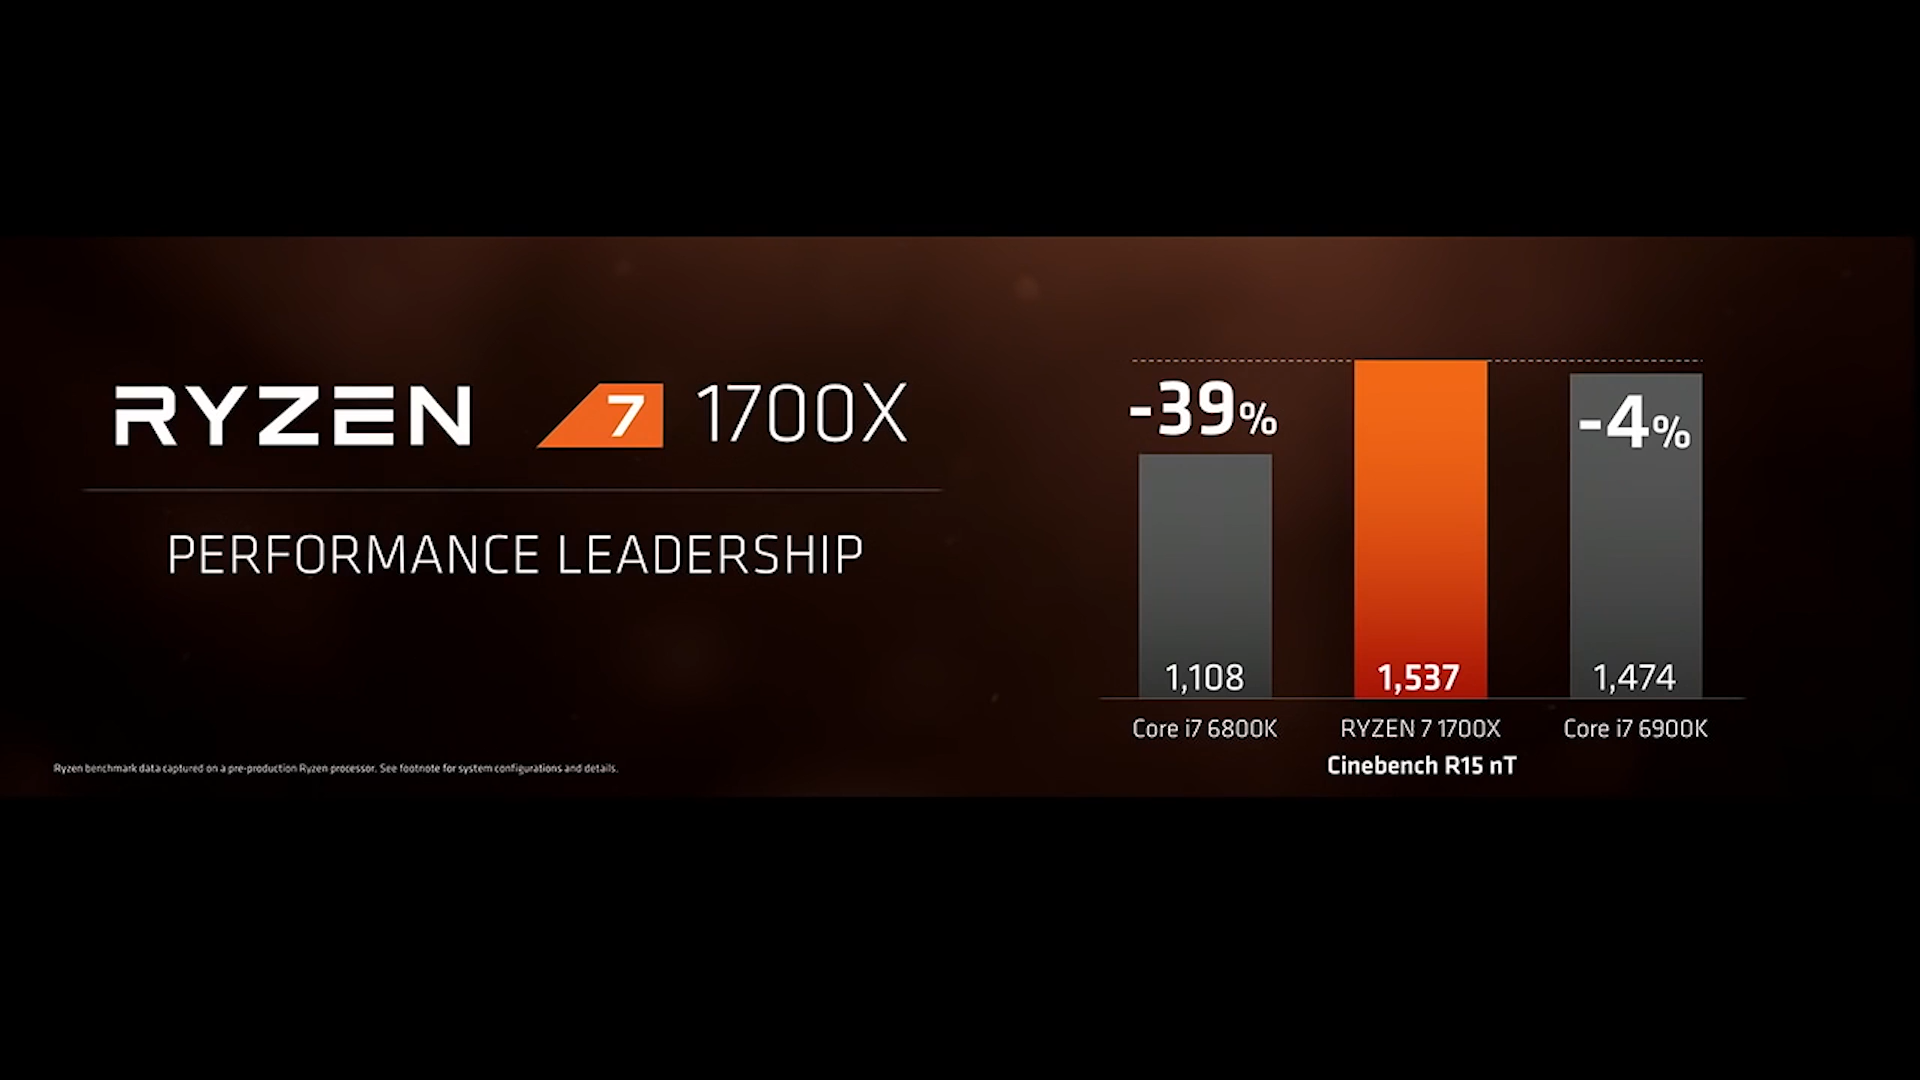 RYZEN 7 1700X
PERFORMANCE LEADERSHIP
Ryzen benchmark data captured on a pre-production Ryzen processor. See footnote for system configurations and details.
-39%
-4%
1,108
1,537
1,474
Core i7 6800K
RYZEN 7 1700X
Core i7 6900K
Cinebench R15 nT